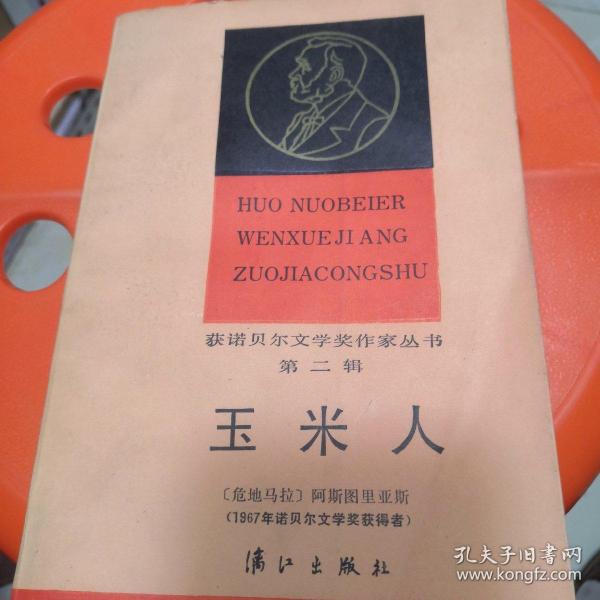 HUO NUOBEIER
WENXUEJIANG
ZUOJIACONGSHU
获诺贝尔文学奖作家丛书
第二辑
玉米人
〔危地马拉〕阿斯图里亚斯
(1967年诺贝尔文学奖获得者)
漓江出版社
孔夫子旧书网
www.kongfz.com